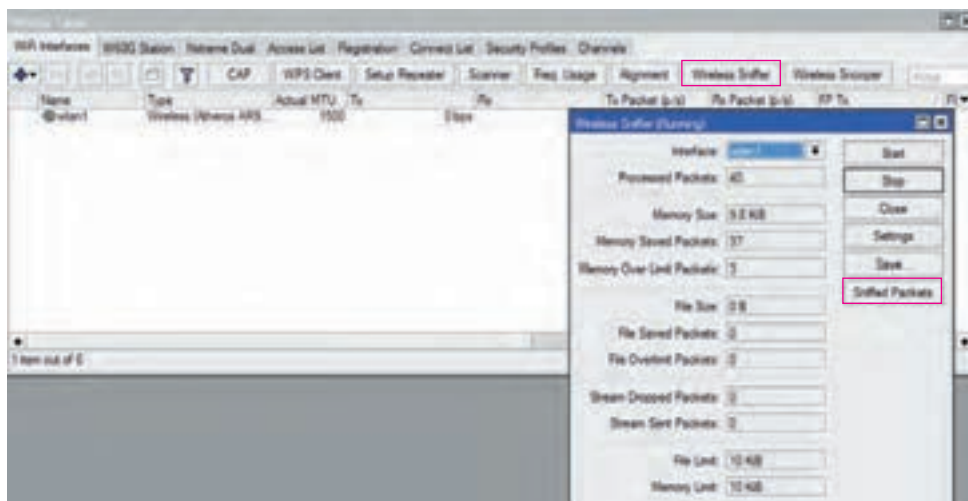 Wireless Tables
WiFi Interfaces W60G Station Nstreme Dual Access List Registration Connect List Security Profiles Channels
CAP WPS Client Setup Repeater Scanner Freq. Usage Alignment Wireless Sniffer Wireless Snooper
Name Type Actual MTU Tx Rx Tx Packet (p/s) Rx Packet (p/s) FP Tx
wlan1 Wireless (Atheros AR9... 1500 0 bps
Wireless Sniffer (Running)
Interface: wlan1 Start
Processed Packets: 40 Stop
Memory Size: Close
Memory Saved Packets: 37 Settings
Memory Over Limit Packets: 3 Save...
Sniffed Packets
File Size: 0 B
File Saved Packets: 0
File Overlimit Packets: 0
1 item out of 6
Stream Dropped Packets: 0
Stream Sent Packets: 0
File Limit: 10 KiB
Memory Limit: 10 KiB